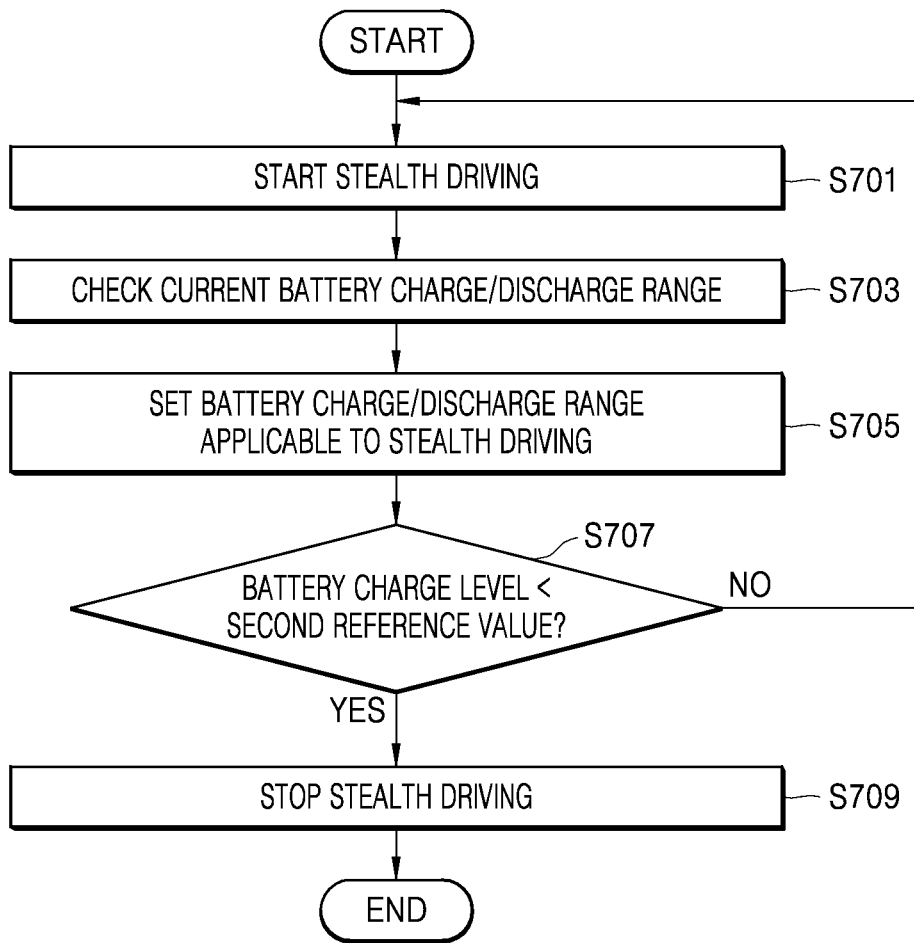 START
START STEALTH DRIVING
S701
CHECK CURRENT BATTERY CHARGE/DISCHARGE RANGE
S703
SET BATTERY CHARGE/DISCHARGE RANGE
APPLICABLE TO STEALTH DRIVING
S705
S707
BATTERY CHARGE LEVEL <
SECOND REFERENCE VALUE?
NO
YES
STOP STEALTH DRIVING
S709
END